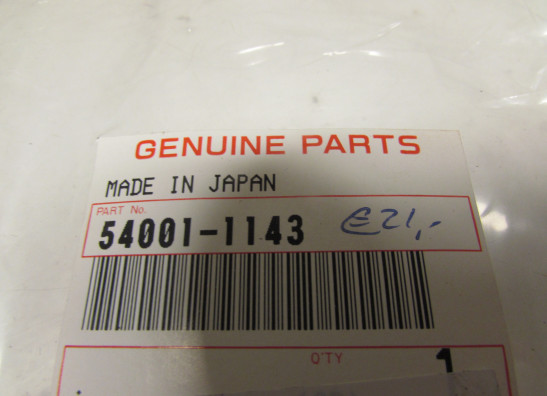 GENUINE PARTS
MADE IN JAPAN
PART No.
54001-1143 €21,-
Q'TY 1